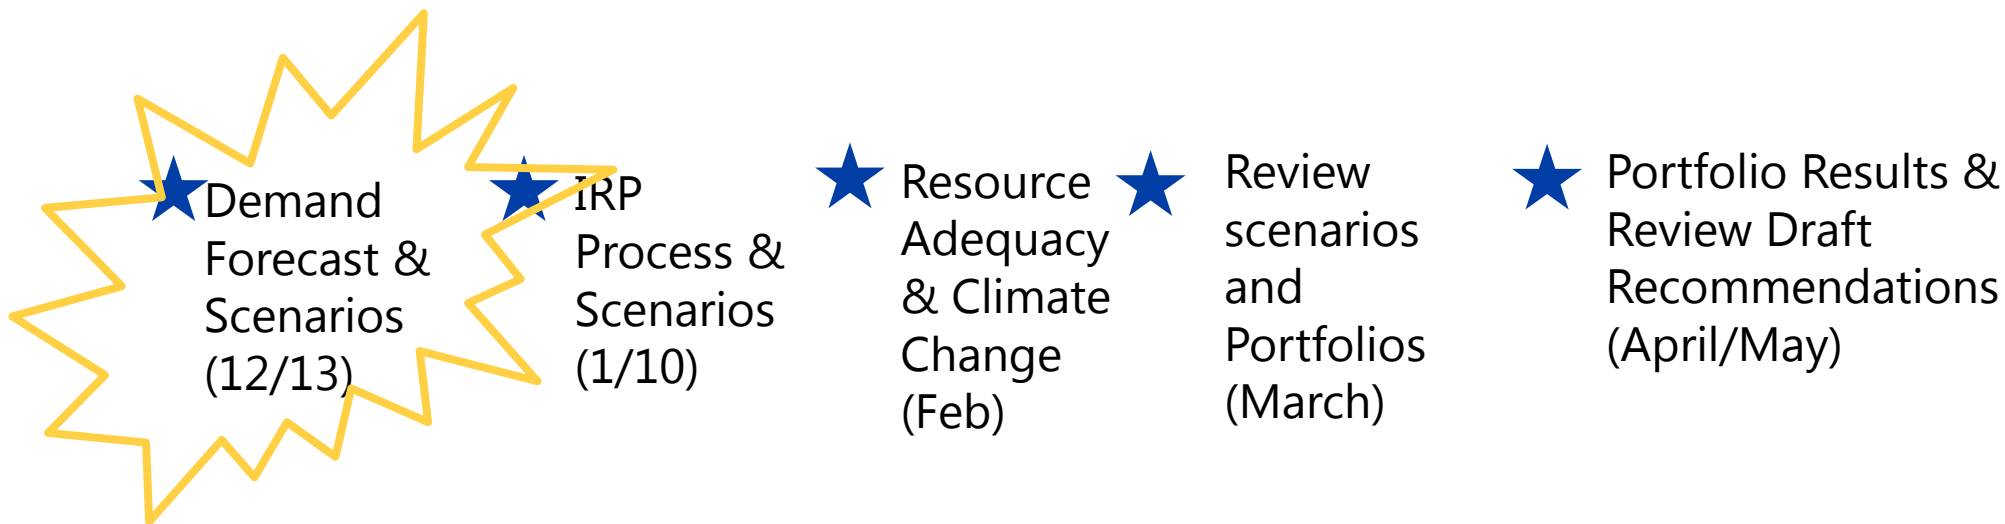 Demand
Forecast &
Scenarios
(12/13)
IRP
Process &
Scenarios
(1/10)
Resource
Adequacy
& Climate
Change
(Feb)
Review
scenarios
and
Portfolios
(March)
Portfolio Results &
Review Draft
Recommendations
(April/May)